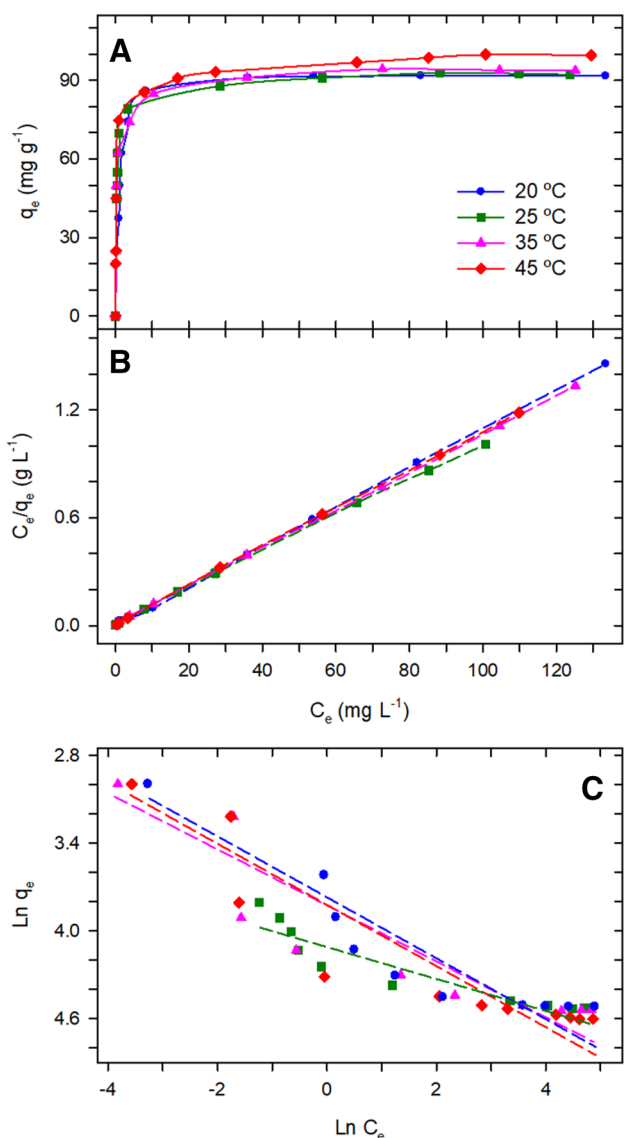 A
90
60
30
0
qe (mg g-1)
20 ºC
25 ºC
35 ºC
45 ºC
B
1.2
0.6
0.0
Ce/qe (g L-1)
0 20 40 60 80 100 120
Ce (mg L-1)
C
2.8
3.4
4.0
4.6
Ln qe
-4 -2 0 2 4
Ln Ce